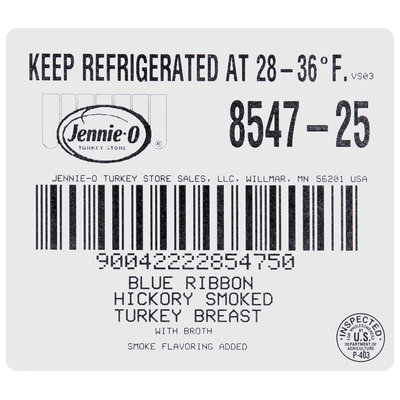 KEEP REFRIGERATED AT 28–36°F. VS03
Jennie-O
TURKEY STORE
®
8547-25
JENNIE-O TURKEY STORE SALES, LLC, WILLMAR, MN 56201 USA
90042222854750
BLUE RIBBON
HICKORY SMOKED
TURKEY BREAST
WITH BROTH
SMOKE FLAVORING ADDED
INSPECTED
FOR WHOLESOMENESS BY
U.S.
DEPARTMENT OF
AGRICULTURE
P-403